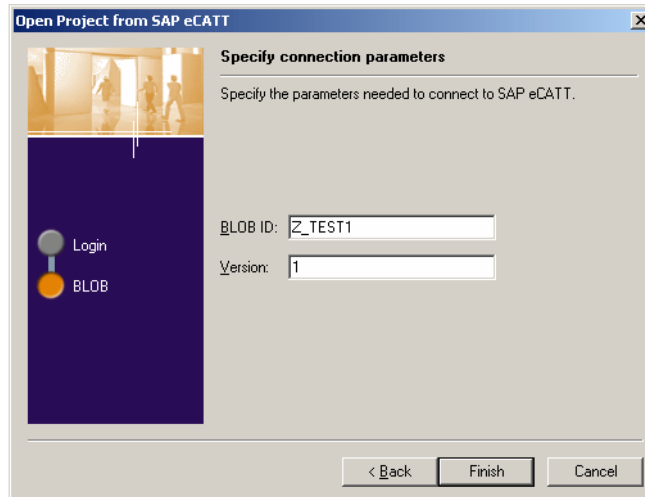 Open Project from SAP eCATT
Specify connection parameters
Specify the parameters needed to connect to SAP eCATT.
BLOB ID: Z_TEST1
Login
Version: 1
BLOB
< Back Finish Cancel